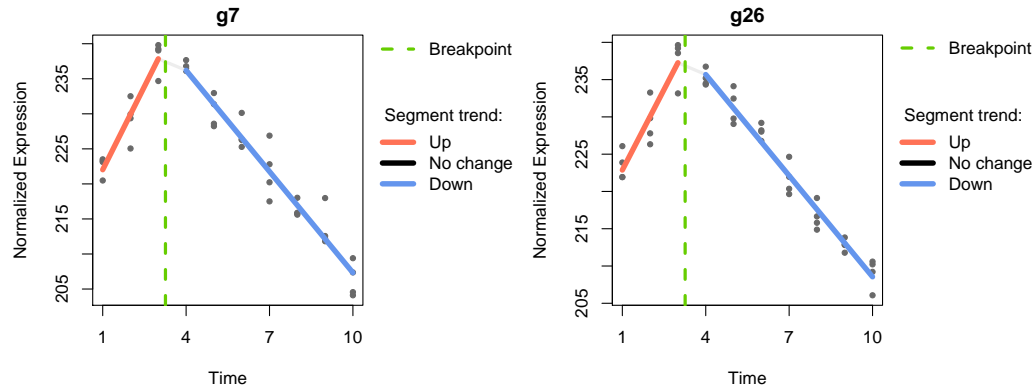 g7
Normalized Expression
235
225
215
205
1
4
7
10
Time
Breakpoint
Segment trend:
Up
No change
Down
g26
Normalized Expression
235
225
215
205
1
4
7
10
Time
Breakpoint
Segment trend:
Up
No change
Down